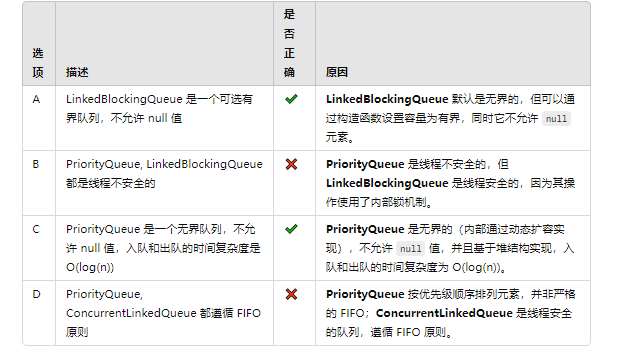 选项
描述
是否正确
原因
A
LinkedBlockingQueue 是一个可选有
界队列，不允许 null 值
LinkedBlockingQueue 默认是无界的，但可以通
过构造函数设置容量为有界，同时它不允许 null
元素。
B
PriorityQueue, LinkedBlockingQueue
都是线程不安全的
PriorityQueue 是线程不安全的，但
LinkedBlockingQueue 是线程安全的，因为其操
作使用了内部锁机制。
C
PriorityQueue 是一个无界队列，不允
许 null 值，入队和出队的时间复杂度是
O(log(n))
PriorityQueue 是无界的（内部通过动态扩容实
现），不允许 null 值，并且基于堆结构实现，入
队和出队的时间复杂度为 O(log(n))。
D
PriorityQueue,
ConcurrentLinkedQueue 都遵循 FIFO
原则
PriorityQueue 按优先级顺序排列元素，并非严格
的 FIFO；ConcurrentLinkedQueue 是线程安全
的队列，遵循 FIFO 原则。